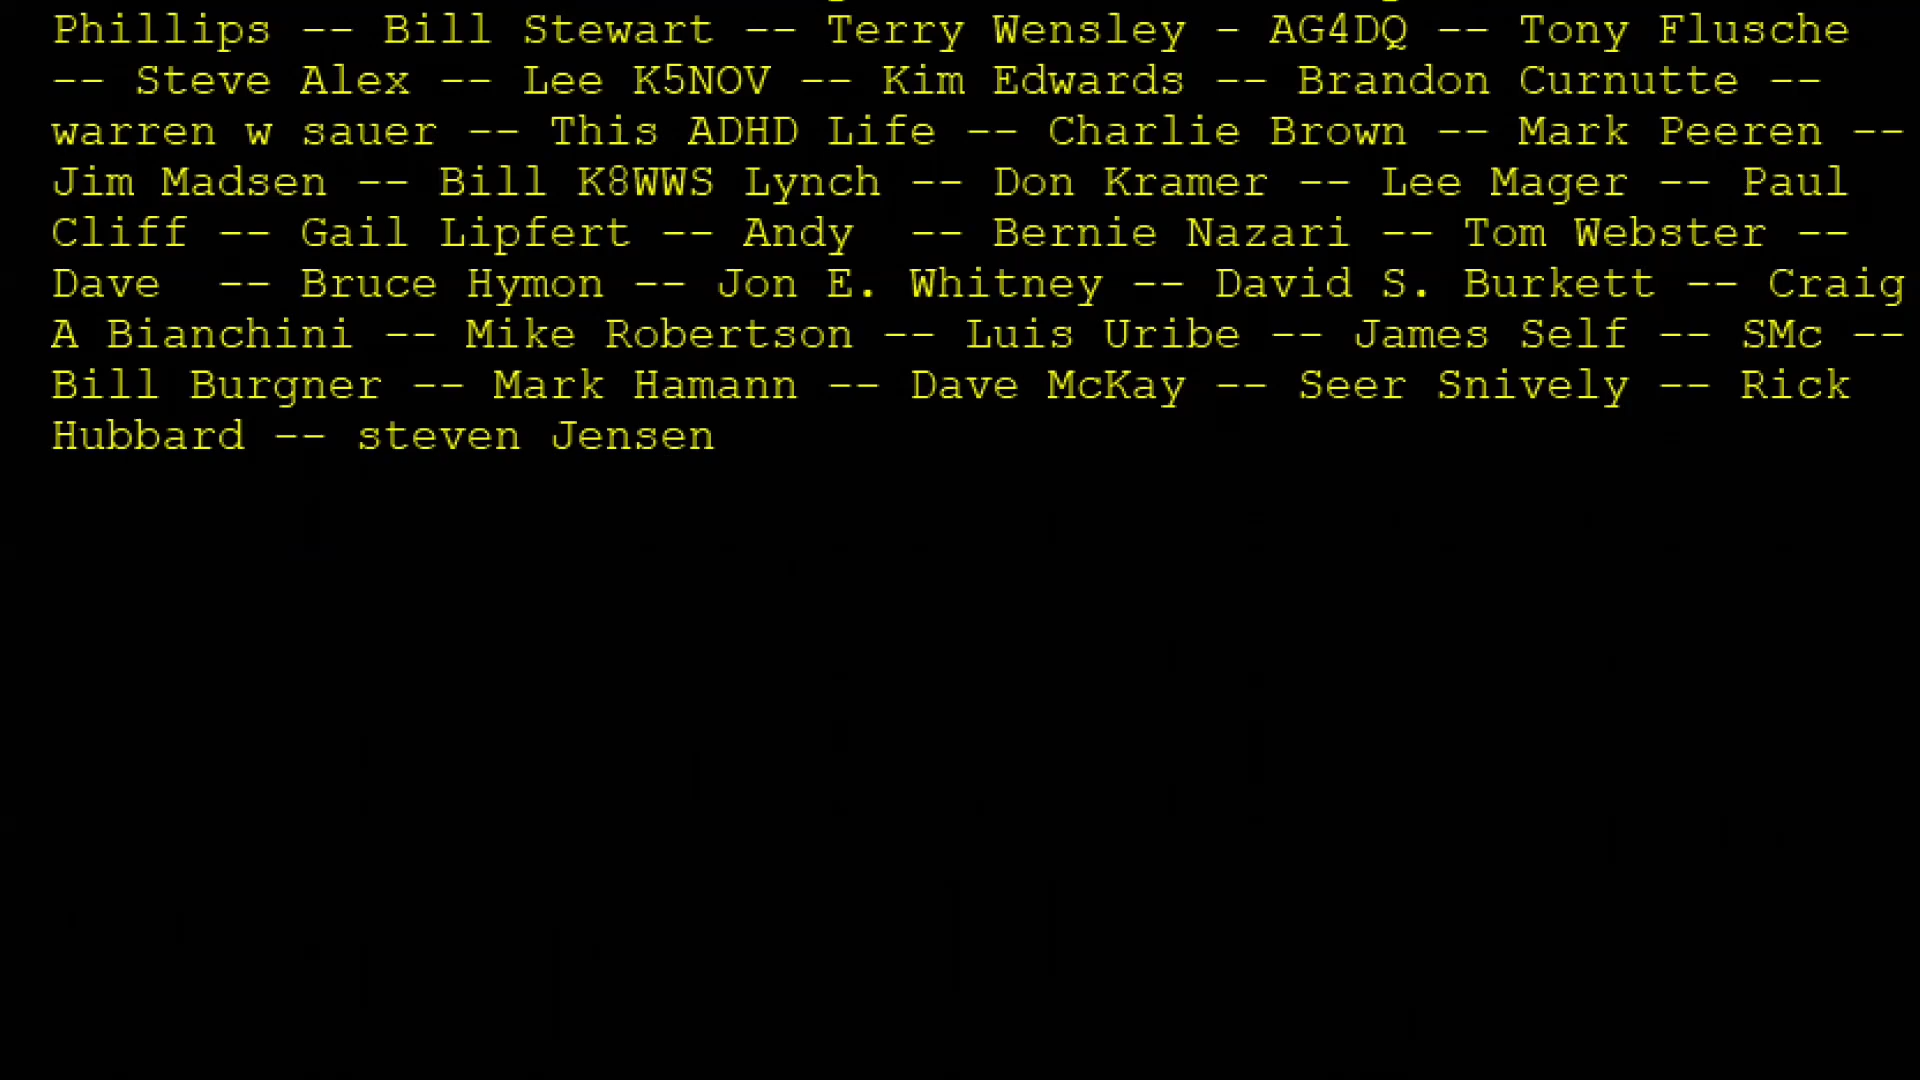 Phillips -- Bill Stewart -- Terry Wensley - AG4DQ -- Tony Flusche
-- Steve Alex -- Lee K5NOV -- Kim Edwards -- Brandon Curnutte --
warren w sauer -- This ADHD Life -- Charlie Brown -- Mark Peeren --
Jim Madsen -- Bill K8WWS Lynch -- Don Kramer -- Lee Mager -- Paul
Cliff -- Gail Lipfert -- Andy  -- Bernie Nazari -- Tom Webster --
Dave  -- Bruce Hymon -- Jon E. Whitney -- David S. Burkett -- Craig
A Bianchini -- Mike Robertson -- Luis Uribe -- James Self -- SMc --
Bill Burgner -- Mark Hamann -- Dave McKay -- Seer Snively -- Rick
Hubbard -- steven Jensen